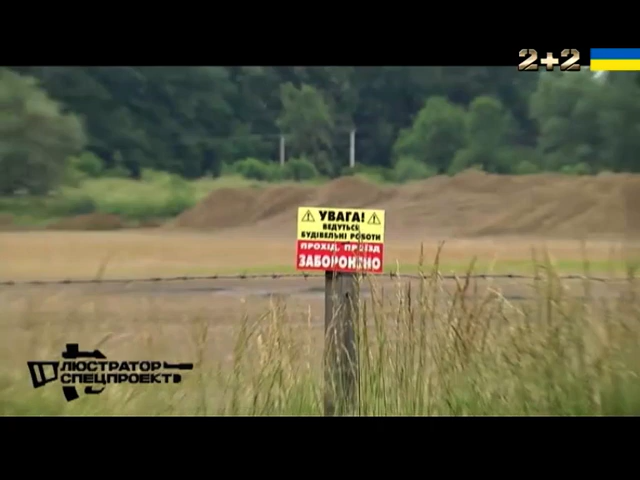 2+2
УВАГА!
ВЕДУТЬСЯ
БУДІВЕЛЬНІ РОБОТИ
ПРОХІД, ПРОЇЗД
ЗАБОРОНЕНО
ЛЮСТРАТОР
СПЕЦПРОЕКТ